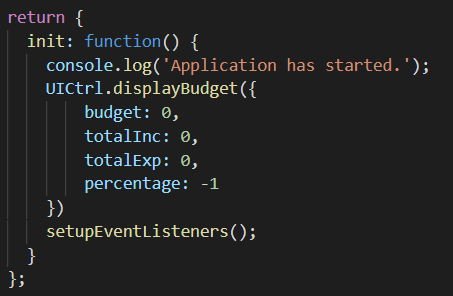 return {
init: function() {
console.log('Application has started.');
UICtrl.displayBudget({
budget: 0,
totalInc: 0,
totalExp: 0,
percentage: -1
})
setupEventListeners();
}
};